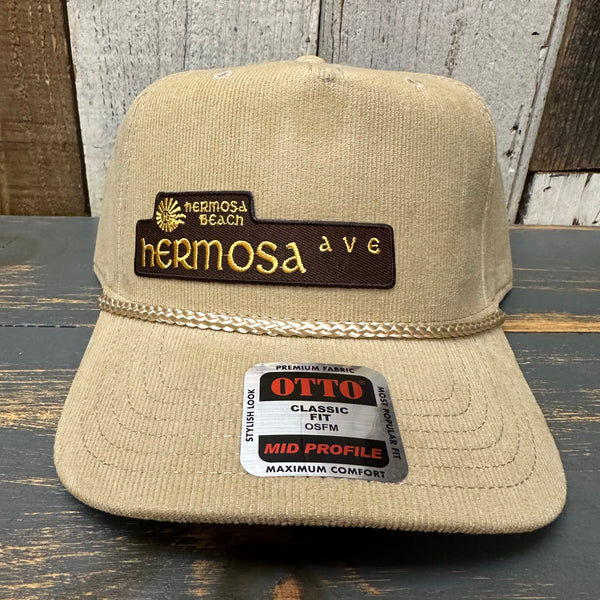 HERMOSA
BEACH
hERMOSA AVE
PREMIUM FABRIC
STYLISH LOOK
OTTO®
CLASSIC
FIT
OSFM
MID PROFILE
MOST POPULAR FIT
MAXIMUM COMFORT